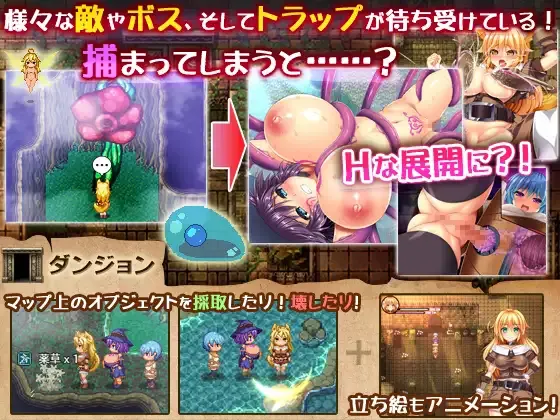 様々な敵やボス、そしてトラップが待ち受けている！
捕まってしまうと……？
Hな展開に？！
ダンジョン
マップ上のオブジェクトを採取したり！壊したり！
薬草x1
立ち絵もアニメーション！